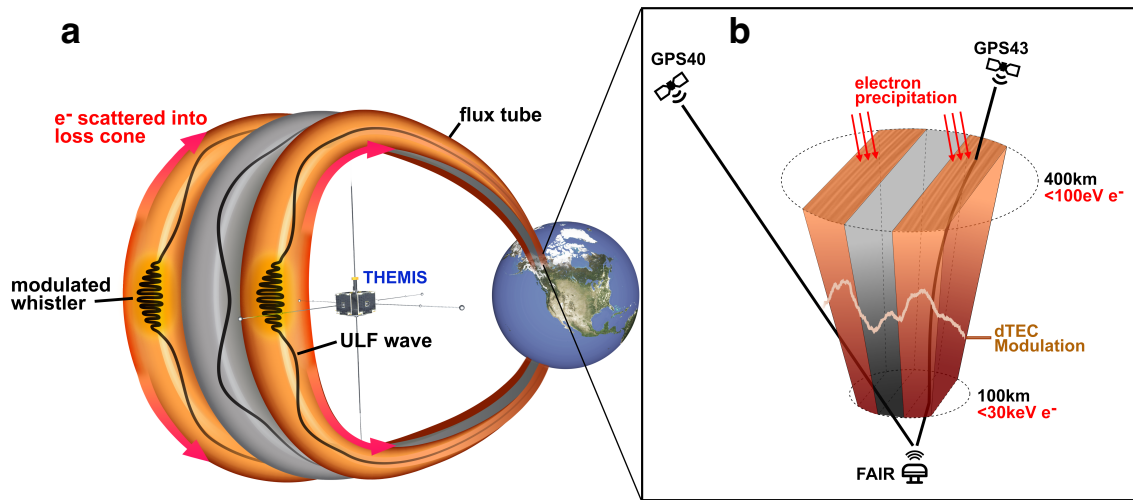 a
e- scattered into
loss cone
flux tube
modulated
whistler
THEMIS
ULF wave
b
GPS40
GPS43
electron
precipitation
400km
<100eV e-
dTEC
Modulation
100km
<30keV e-
FAIR